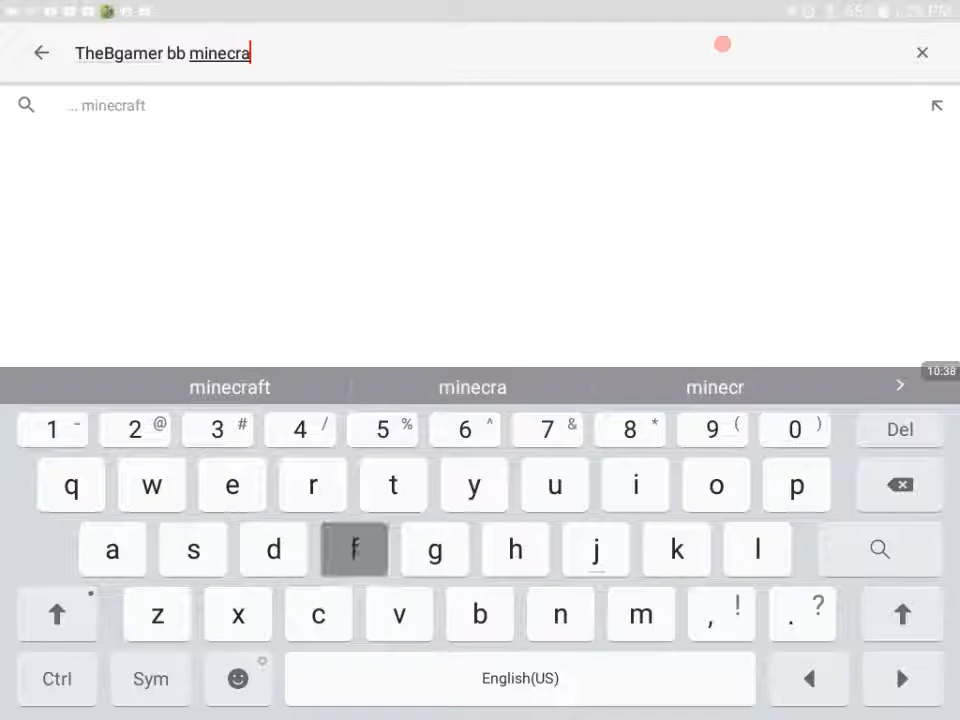 TheBgamer bb minecra
... minecraft
10:38
minecraft minecra minecr
1 - 2 @ 3 # 4 / 5 % 6 ^ 7 & 8 * 9 ( 0 ) Del
q w e r t y u i o p
a s d f g h j k l
z x c v b n m , ! . ?
Ctrl Sym English(US)